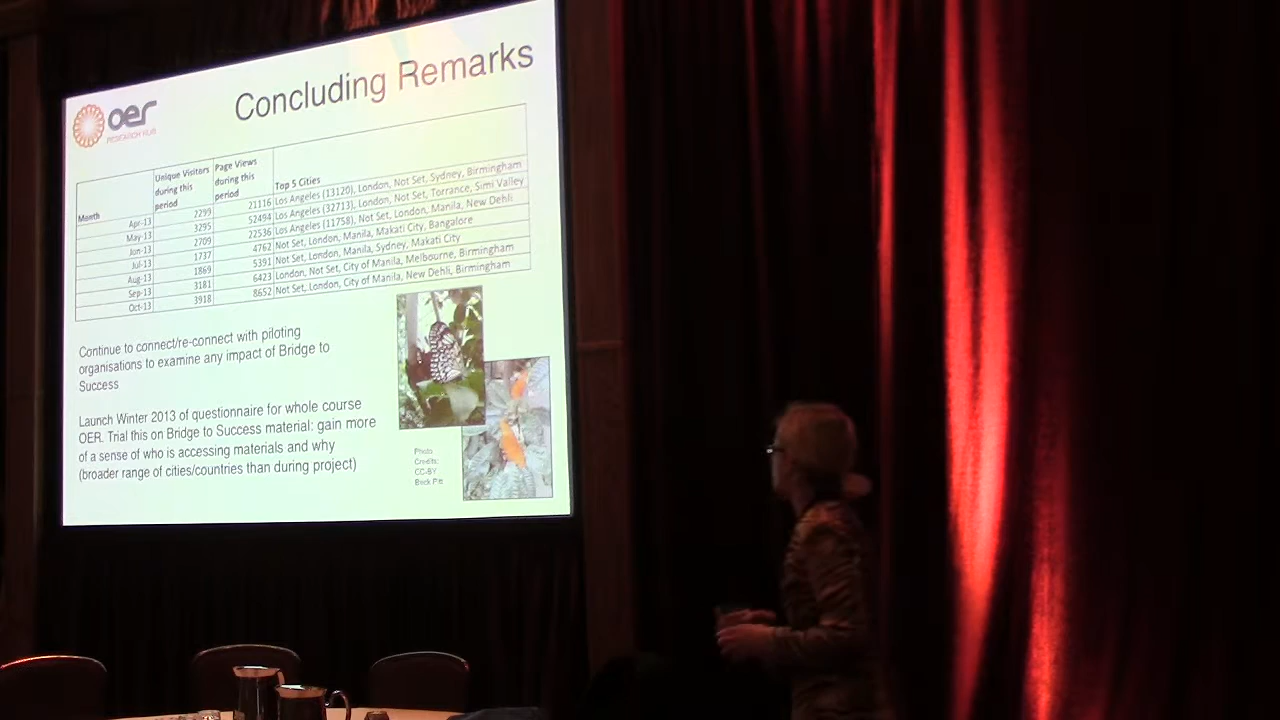 Concluding Remarks
oer
RESEARCH HUB
Month Unique Visitors during this period Page Views during this period Top 5 Cities
Apr-13 2299 21116 Los Angeles (13120), London, Not Set, Sydney, Birmingham
May-13 3295 52494 Los Angeles (32713), London, Not Set, Torrance, Simi Valley
Jun-13 2709 22536 Los Angeles (11758), Not Set, London, Manila, New Dehli
Jul-13 1737 4762 Not Set, London, Manila, Makati City, Bangalore
Aug-13 1869 5391 Not Set, London, Manila, Sydney, Makati City
Sep-13 3181 6423 London, Not Set, City of Manila, Melbourne, Birmingham
Oct-13 3918 8652 Not Set, London, City of Manila, New Dehli, Birmingham
Continue to connect/re-connect with piloting
organisations to examine any impact of Bridge to
Success
Launch Winter 2013 of questionnaire for whole course
OER. Trial this on Bridge to Success material: gain more
of a sense of who is accessing materials and why
(broader range of cities/countries than during project)
Photo
Credits:
CC-BY
Beck Pitt